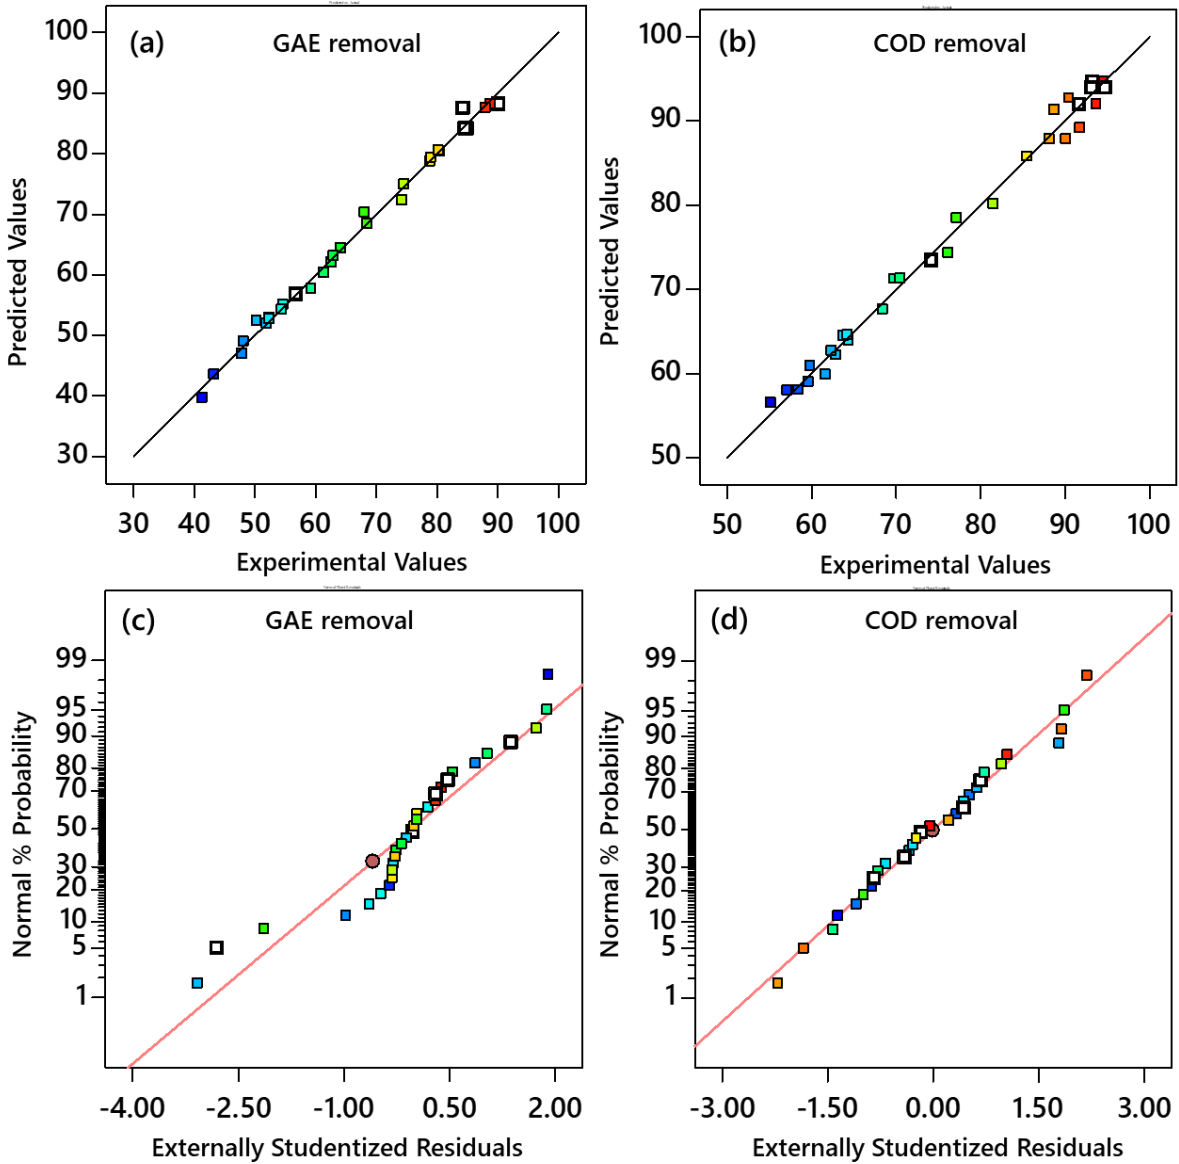 (a) GAE removal
100
90
80
70
60
50
40
30
Predicted Values
30 40 50 60 70 80 90 100
Experimental Values
(b) COD removal
100
90
80
70
60
50
Predicted Values
50 60 70 80 90 100
Experimental Values
(c) GAE removal
99
95
90
80
70
50
30
20
10
5
1
Normal % Probability
-4.00 -2.50 -1.00 0.50 2.00
Externally Studentized Residuals
(d) COD removal
99
95
90
80
70
50
30
20
10
5
1
Normal % Probability
-3.00 -1.50 0.00 1.50 3.00
Externally Studentized Residuals